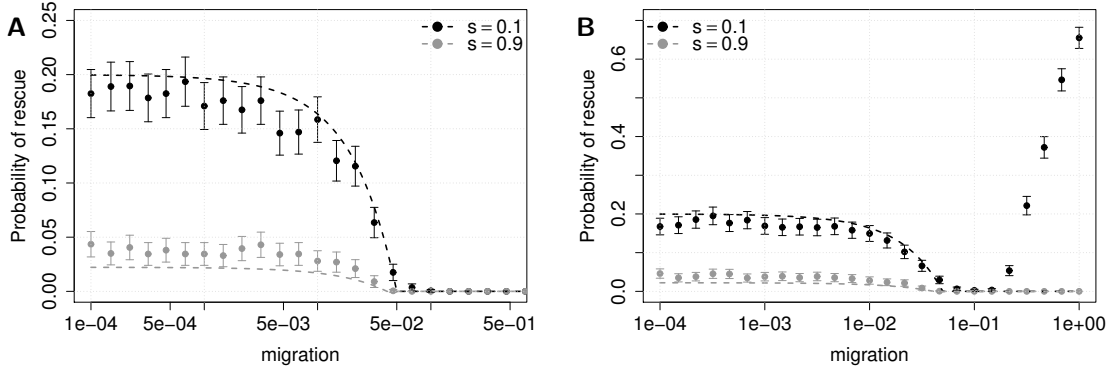 A
Probability of rescue
0.25
0.20
0.15
0.10
0.05
0.00
s = 0.1
s = 0.9
1e−04 5e−04 5e−03 5e−02 5e−01
migration
B
Probability of rescue
0.6
0.4
0.2
0.0
s = 0.1
s = 0.9
1e−04 1e−03 1e−02 1e−01 1e+00
migration